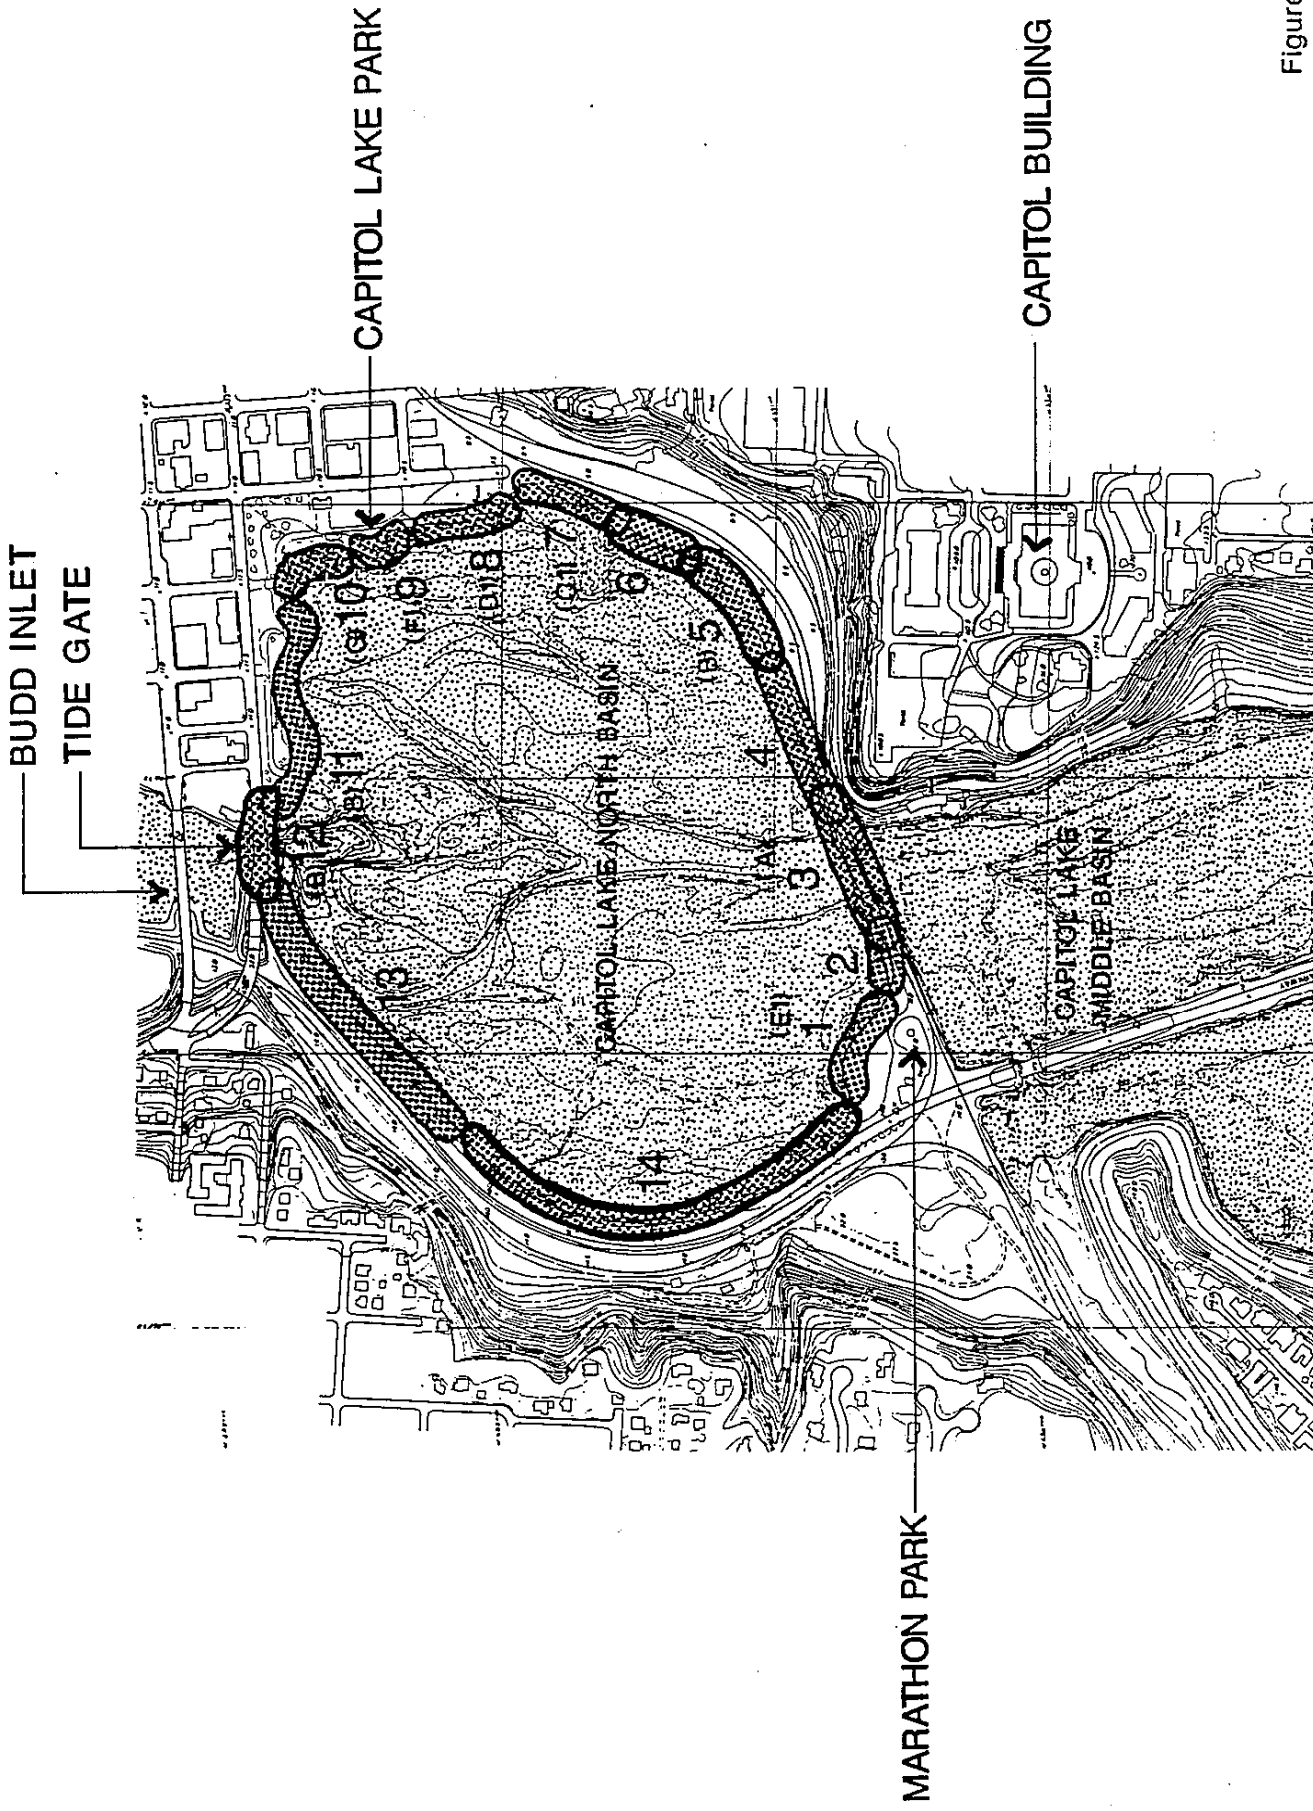 BUDD INLET
TIDE GATE
CAPITOL LAKE PARK
CAPITOL BUILDING
MARATHON PARK
CAPITOL LAKE NORTH BASIN
CAPITOL LAKE
MIDDLE BASIN
1
(E1)
2
3
(A)
4
5
(B)
6
7
8
(D)
9
(F)
10
(G)
11
(B)
12
(B)
13
14
Figure